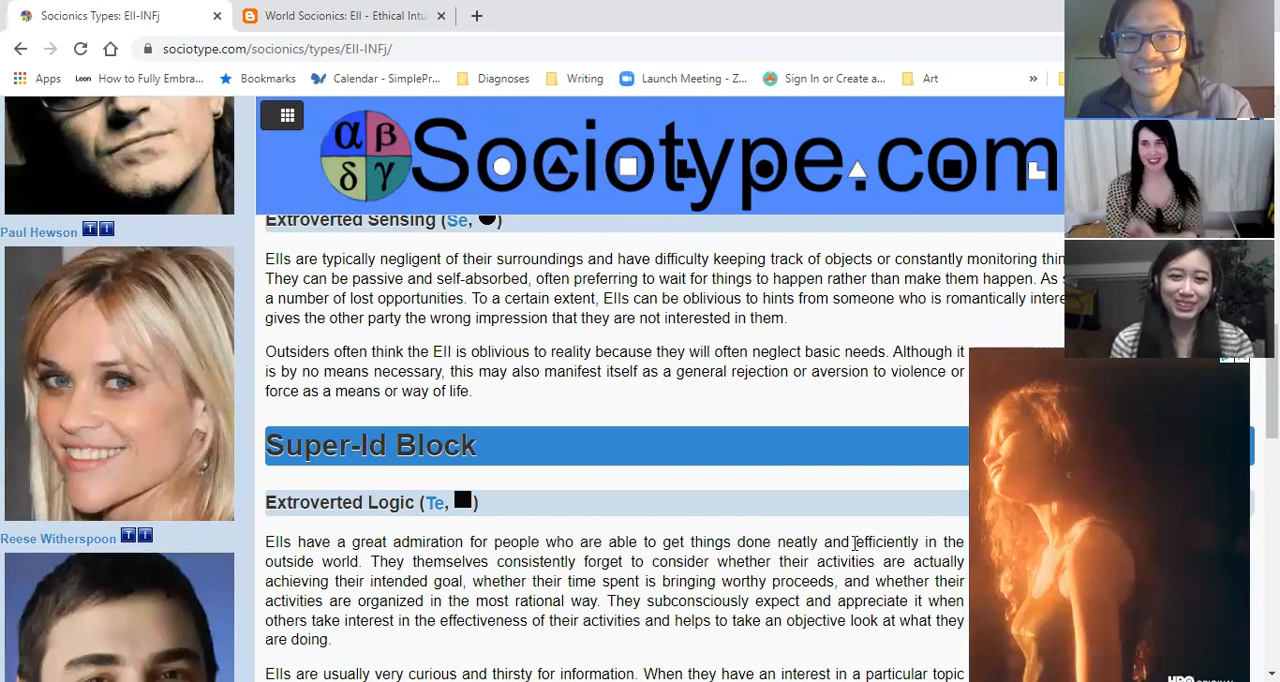 Socionics Types: EII-INFj
World Socionics: EII - Ethical Intu
sociotype.com/socionics/types/EII-INFj/
Apps
Leon How to Fully Embra...
Bookmarks
Calendar - SimplePr...
Diagnoses
Writing
Launch Meeting - Z...
Sign In or Create a...
Art
»
α β
δ γ
Sociotype.com
Paul Hewson T I
Reese Witherspoon T I
Extroverted Sensing (Se, )
EIIs are typically negligent of their surroundings and have difficulty keeping track of objects or constantly monitoring
They can be passive and self-absorbed, often preferring to wait for things to happen rather than make them happen. As
a number of lost opportunities. To a certain extent, EIIs can be oblivious to hints from someone who is romantically
gives the other party the wrong impression that they are not interested in them.
Outsiders often think the EII is oblivious to reality because they will often neglect basic needs. Although it
is by no means necessary, this may also manifest itself as a general rejection or aversion to violence or
force as a means or way of life.
Super-Id Block
Extroverted Logic (Te, )
EIIs have a great admiration for people who are able to get things done neatly and efficiently in the
outside world. They themselves consistently forget to consider whether their activities are actually
achieving their intended goal, whether their time spent is bringing worthy proceeds, and whether their
activities are organized in the most rational way. They subconsciously expect and appreciate it when
others take interest in the effectiveness of their activities and helps to take an objective look at what they
are doing.
EIIs are usually very curious and thirsty for information. When they have an interest in a particular topic
HBO ORIGINAL